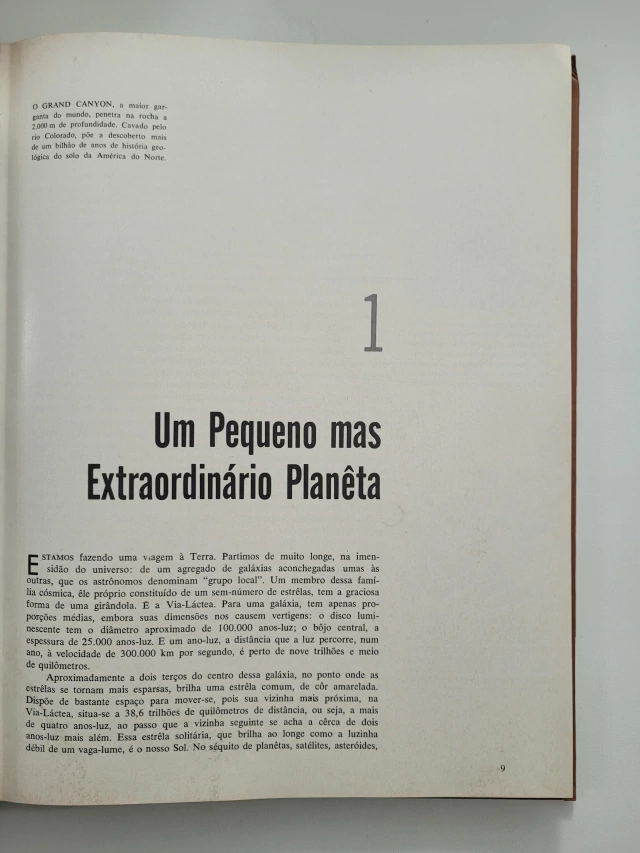 O GRAND CANYON, a maior gar-
ganta do mundo, penetra na rocha a
2.000 m de profundidade. Cavado pelo
rio Colorado, põe a descoberto mais
de um bilhão de anos de história geo-
lógica do solo da América do Norte.
1
Um Pequeno mas
Extraordinário Planêta
ESTAMOS fazendo uma viagem à Terra. Partimos de muito longe, na imen-
sidão do universo: de um agregado de galáxias aconchegadas umas às
outras, que os astrônomos denominam “grupo local”. Um membro dessa famí-
lia cósmica, êle próprio constituído de um sem-número de estrêlas, tem a graciosa
forma de uma girândola. É a Via-Láctea. Para uma galáxia, tem apenas pro-
porções médias, embora suas dimensões nos causem vertigens: o disco lumi-
nescente tem o diâmetro aproximado de 100.000 anos-luz; o bôjo central, a
espessura de 25.000 anos-luz. E um ano-luz, a distância que a luz percorre, num
ano, à velocidade de 300.000 km por segundo, é perto de nove trilhões e meio
de quilômetros.
Aproximadamente a dois terços do centro dessa galáxia, no ponto onde as
estrêlas se tornam mais esparsas, brilha uma estrêla comum, de côr amarelada.
Dispõe de bastante espaço para mover-se, pois sua vizinha mais próxima, na
Via-Láctea, situa-se a 38,6 trilhões de quilômetros de distância, ou seja, a mais
de quatro anos-luz, ao passo que a vizinha seguinte se acha a cêrca de dois
anos-luz mais além. Essa estrêla solitária, que brilha ao longe como a luzinha
débil de um vaga-lume, é o nosso Sol. No séquito de planêtas, satélites, asteróides,
9